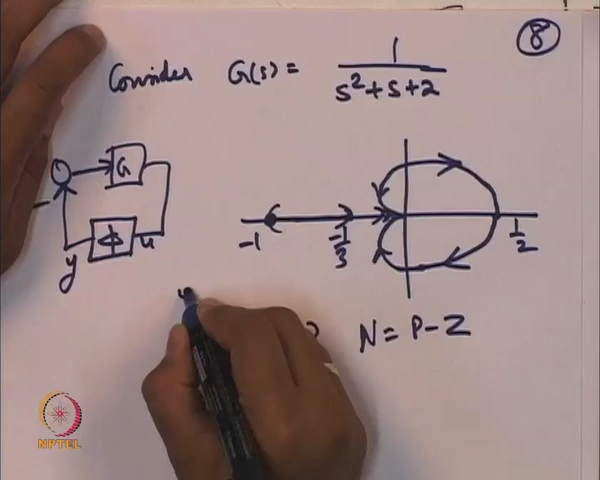 8
Consider G(s) = 1/(s²+s+2)
G
-
ϕ
y u
-1 -1/3 1/2
N = P - Z
NPTEL